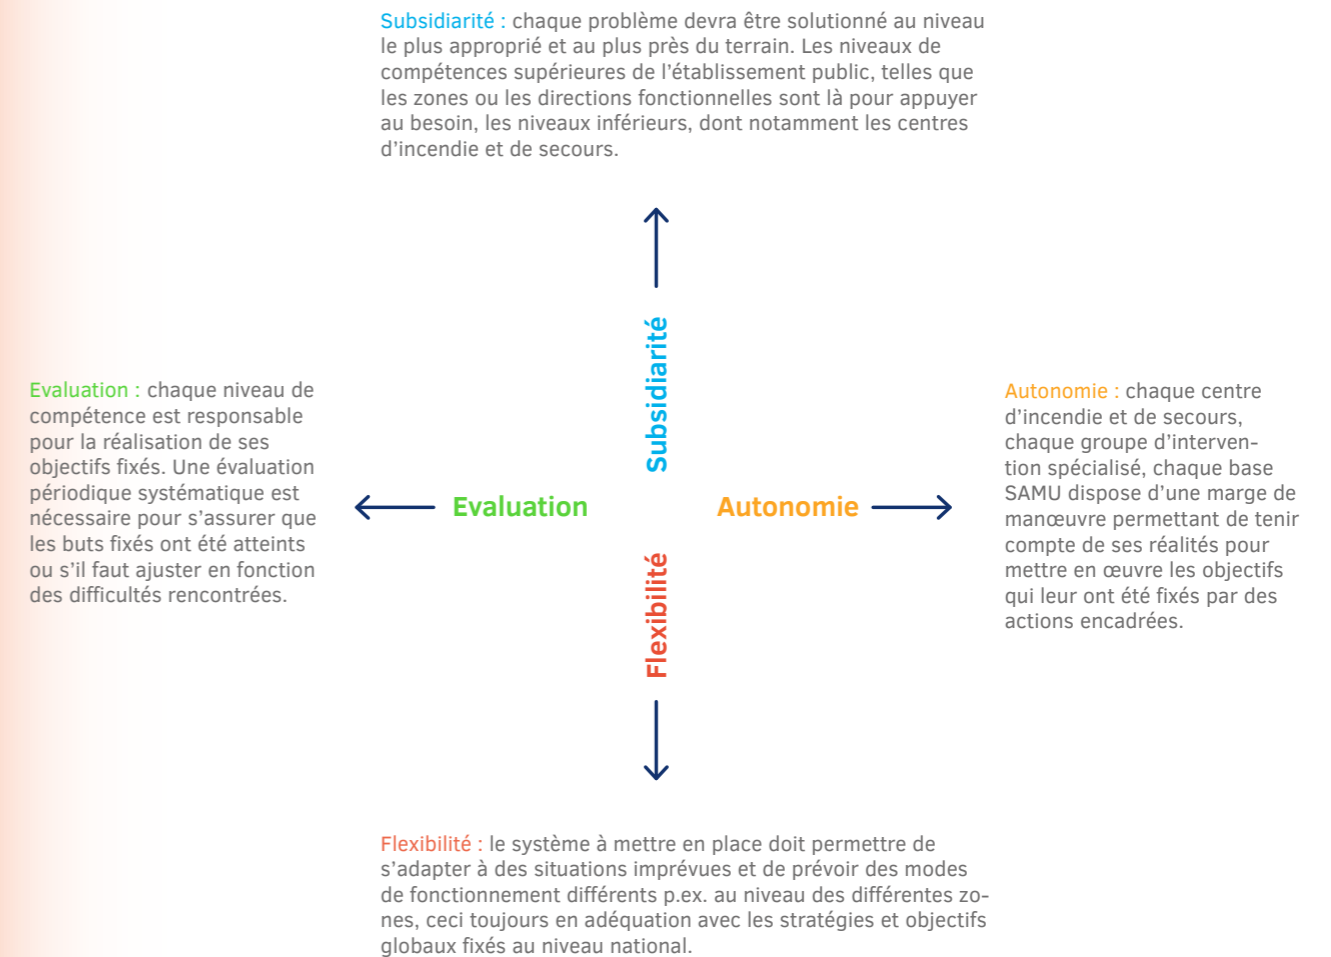 Subsidiarité : chaque problème devra être solutionné au niveau
le plus approprié et au plus près du terrain. Les niveaux de
compétences supérieures de l'établissement public, telles que
les zones ou les directions fonctionnelles sont là pour appuyer
au besoin, les niveaux inférieurs, dont notamment les centres
d'incendie et de secours.
Subsidiarité
Evaluation : chaque niveau de
compétence est responsable
pour la réalisation de ses
objectifs fixés. Une évaluation
périodique systématique est
nécessaire pour s'assurer que
les buts fixés ont été atteints
ou s'il faut ajuster en fonction
des difficultés rencontrées.
Evaluation
Autonomie
Autonomie : chaque centre
d'incendie et de secours,
chaque groupe d'interven-
tion spécialisé, chaque base
SAMU dispose d'une marge de
manœuvre permettant de tenir
compte de ses réalités pour
mettre en œuvre les objectifs
qui leur ont été fixés par des
actions encadrées.
Flexibilité
Flexibilité : le système à mettre en place doit permettre de
s'adapter à des situations imprévues et de prévoir des modes
de fonctionnement différents p.ex. au niveau des différentes zo-
nes, ceci toujours en adéquation avec les stratégies et objectifs
globaux fixés au niveau national.